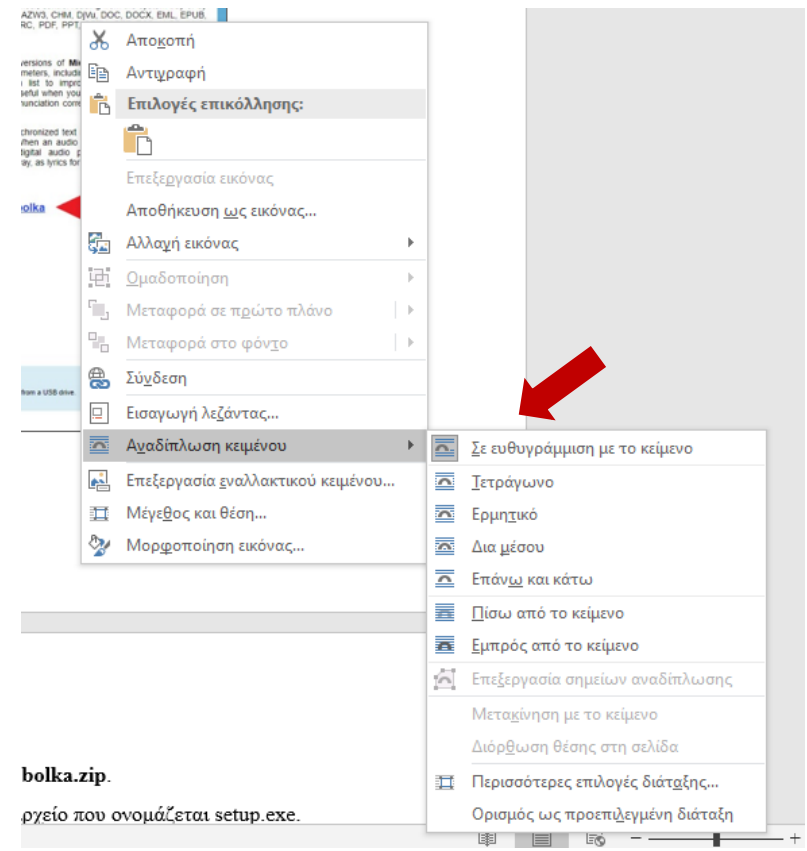 AZW3, CHM, DjVu, DOC, DOCX, EML, EPUB,
RC, PDF, PPT,
versions of Mi
meters, includi
list to impro
seful when you
nunciation corre
chronized text
When an audio
digital audio p
ay, as lyrics for
olka
from a USB drive.
Αποκοπή
Αντιγραφή
Επιλογές επικόλλησης:
Επεξεργασία εικόνας
Αποθήκευση ως εικόνας...
Αλλαγή εικόνας
Ομαδοποίηση
Μεταφορά σε πρώτο πλάνο
Μεταφορά στο φόντο
Σύνδεση
Εισαγωγή λεζάντας...
Αναδίπλωση κειμένου
Επεξεργασία εναλλακτικού κειμένου...
Μέγεθος και θέση...
Μορφοποίηση εικόνας...
Σε ευθυγράμμιση με το κείμενο
Τετράγωνο
Ερμητικό
Δια μέσου
Επάνω και κάτω
Πίσω από το κείμενο
Εμπρός από το κείμενο
Επεξεργασία σημείων αναδίπλωσης
Μετακίνηση με το κείμενο
Διόρθωση θέσης στη σελίδα
Περισσότερες επιλογές διάταξης...
Ορισμός ως προεπιλεγμένη διάταξη
bolka.zip.
ρχείο που ονομάζεται setup.exe.